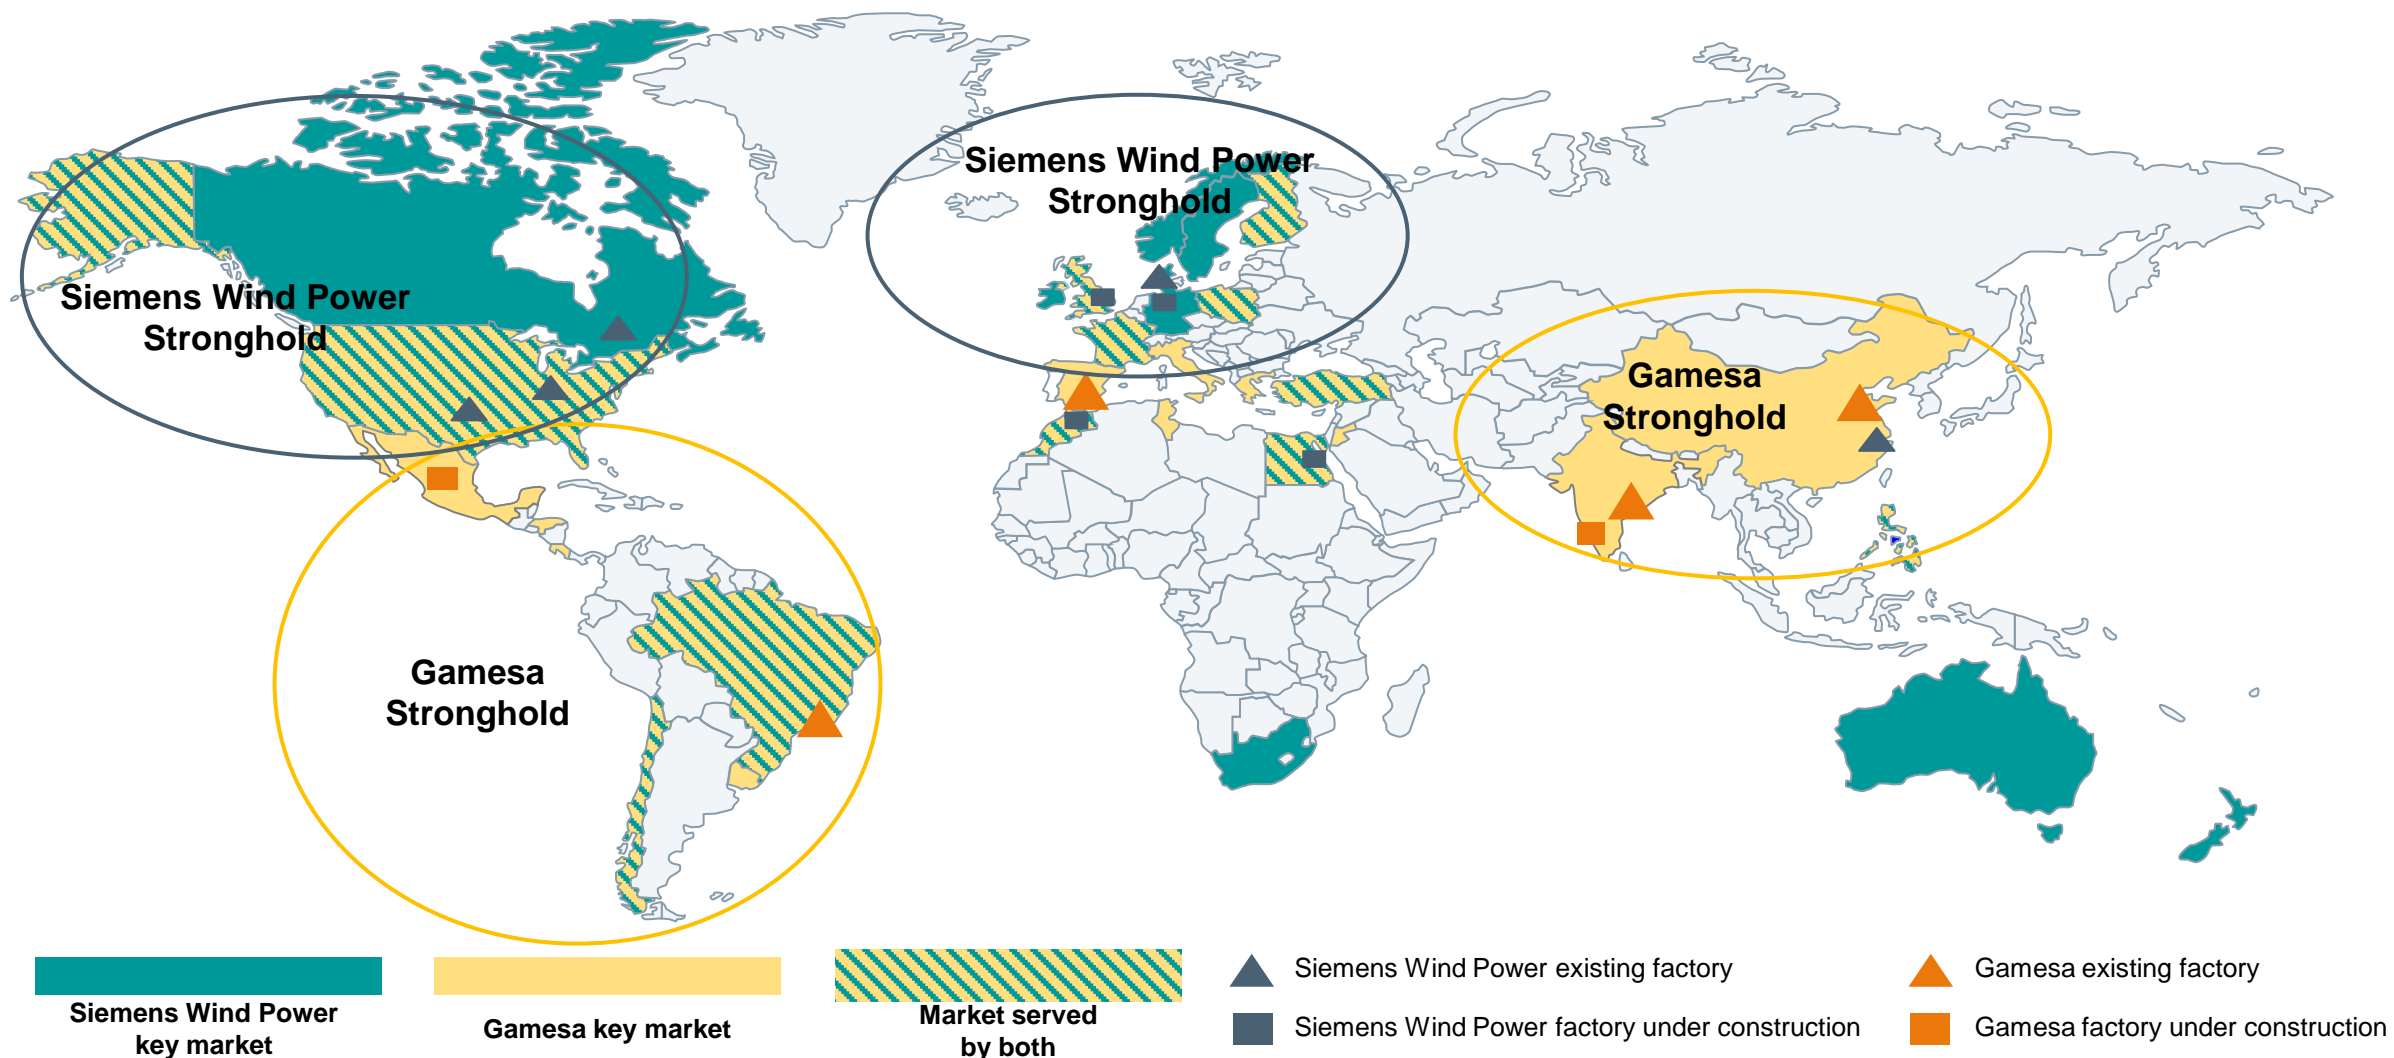 Siemens Wind Power
Stronghold
Siemens Wind Power
Stronghold
Gamesa
Stronghold
Gamesa
Stronghold
Siemens Wind Power
key market
Gamesa key market
Market served
by both
Siemens Wind Power existing factory
Siemens Wind Power factory under construction
Gamesa existing factory
Gamesa factory under construction